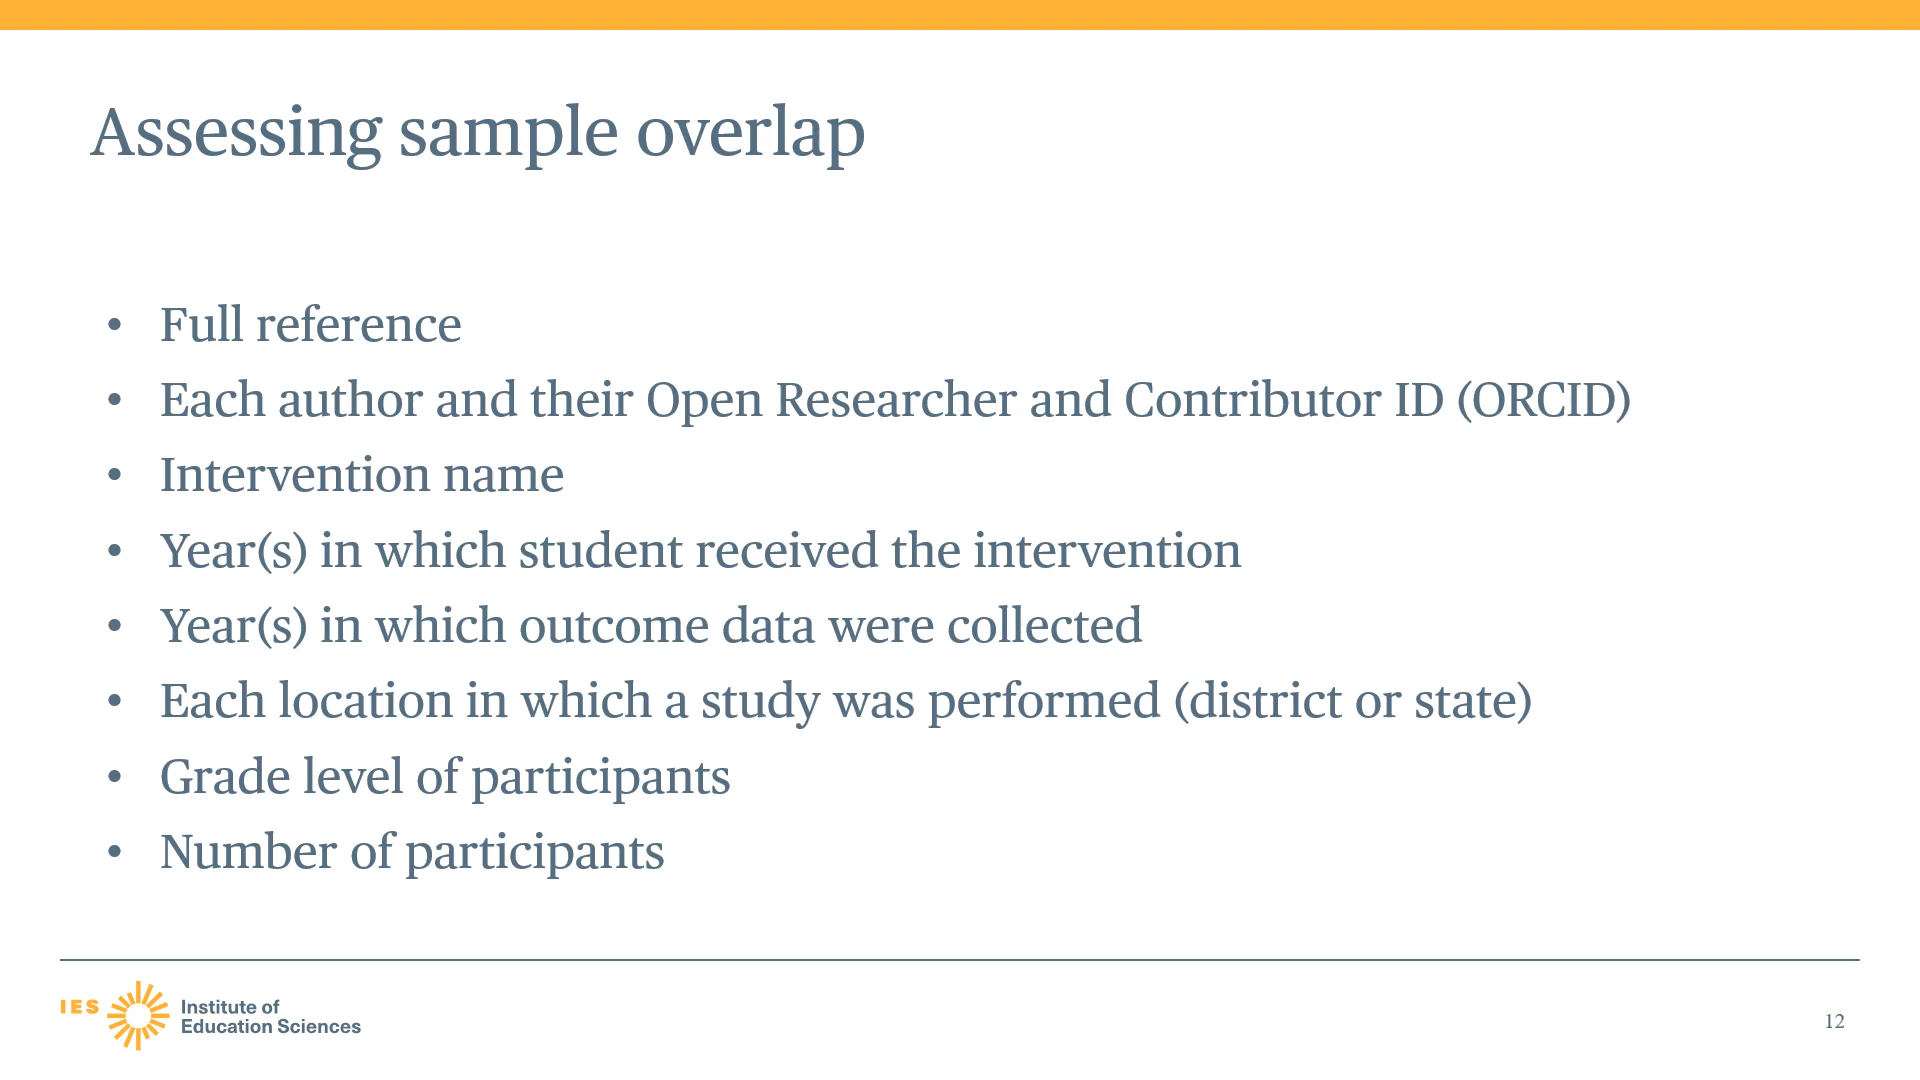 Assessing sample overlap
• Full reference
• Each author and their Open Researcher and Contributor ID (ORCID)
• Intervention name
• Year(s) in which student received the intervention
• Year(s) in which outcome data were collected
• Each location in which a study was performed (district or state)
• Grade level of participants
• Number of participants
IES
Institute of
Education Sciences
12